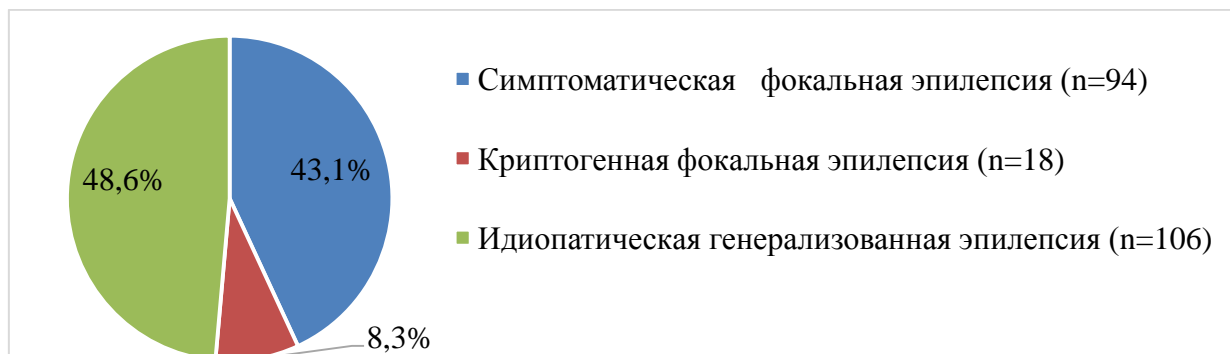 Симптоматическая фокальная эпилепсия (n=94)
43,1%
48,6%
Криптогенная фокальная эпилепсия (n=18)
Идиопатическая генерализованная эпилепсия (n=106)
8,3%